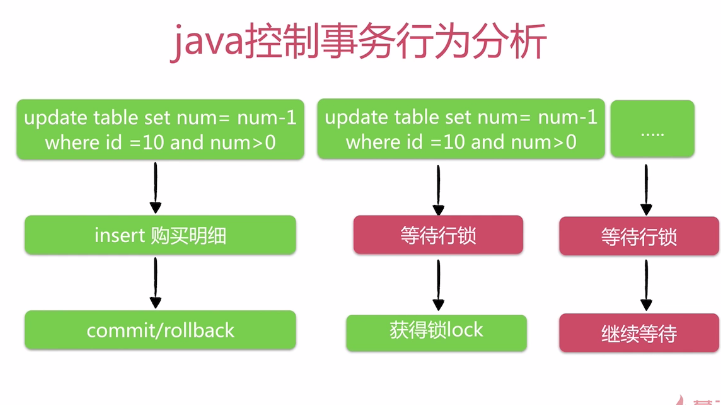 java控制事务行为分析
update table set num= num-1
where id =10 and num>0
update table set num= num-1
where id =10 and num>0
.....
insert 购买明细
等待行锁
等待行锁
commit/rollback
获得锁lock
继续等待